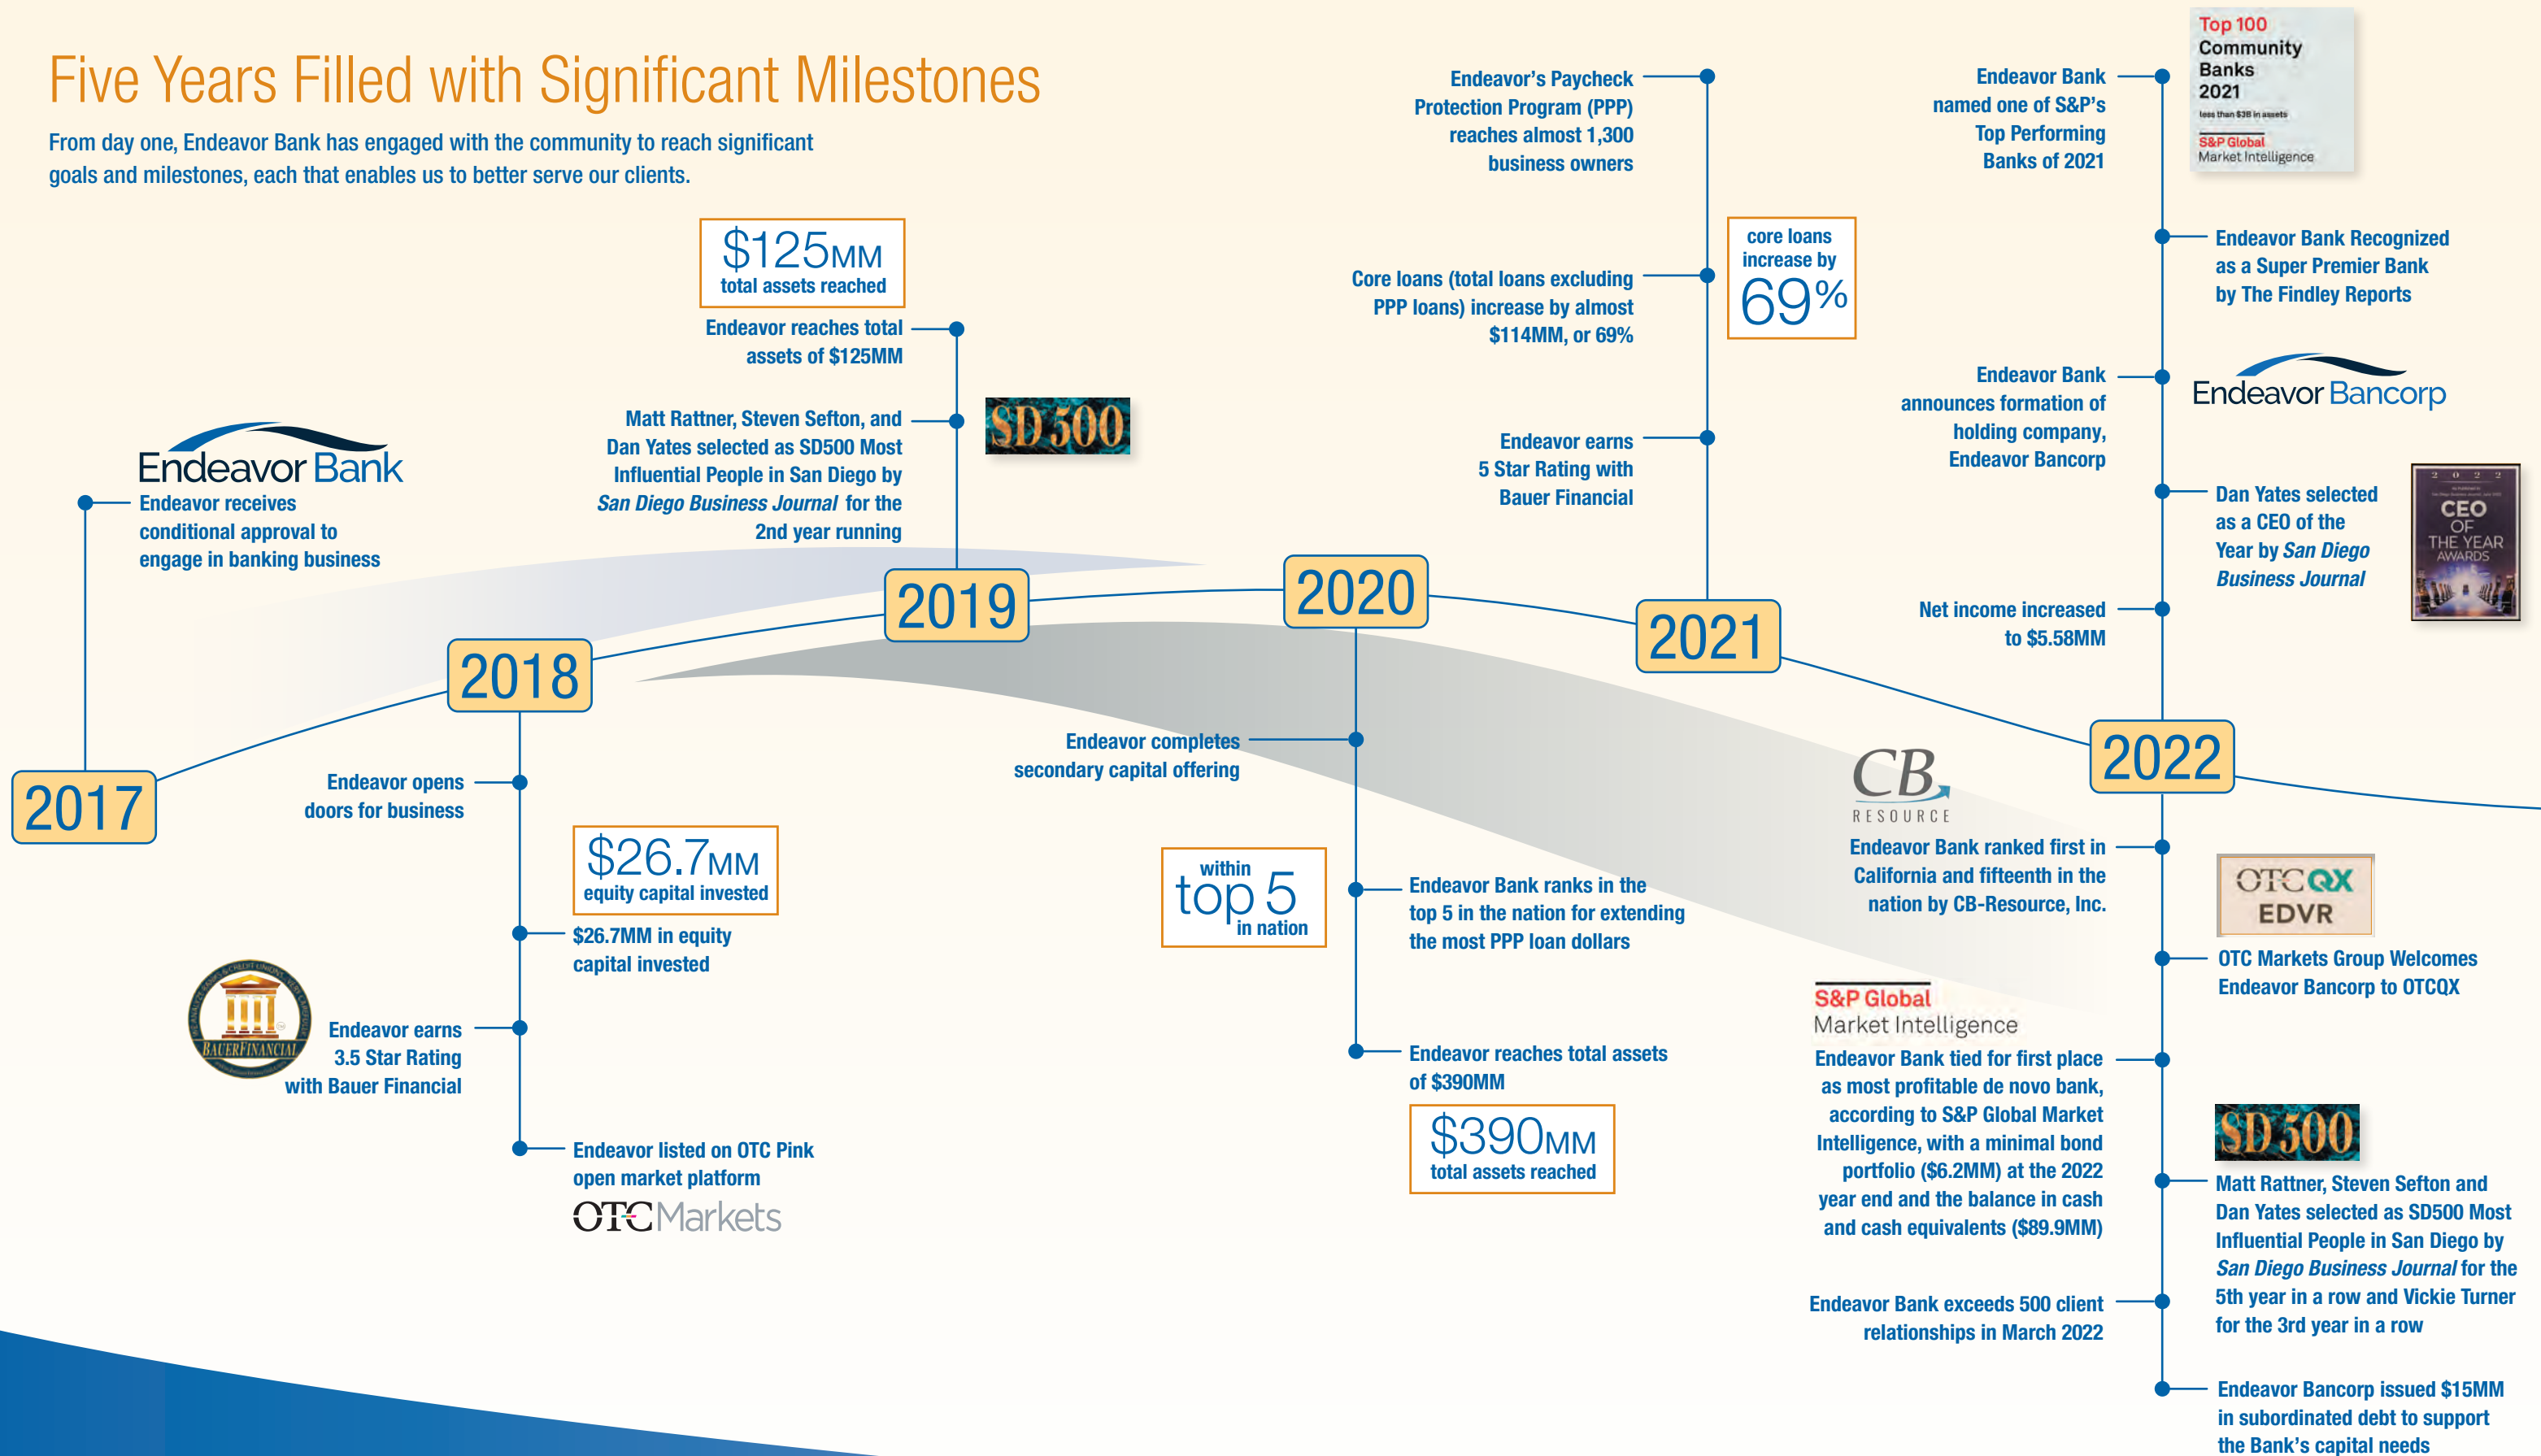 Five Years Filled with Significant Milestones
From day one, Endeavor Bank has engaged with the community to reach significant
goals and milestones, each that enables us to better serve our clients.
Endeavor Bank
Endeavor receives
conditional approval to
engage in banking business
2017
2018
Endeavor opens
doors for business
$26.7MM
equity capital invested
$26.7MM in equity
capital invested
BAUERFINANCIAL
Endeavor earns
3.5 Star Rating
with Bauer Financial
Endeavor listed on OTC Pink
open market platform
OTC Markets
$125MM
total assets reached
Endeavor reaches total
assets of $125MM
Matt Rattner, Steven Sefton, and
Dan Yates selected as SD500 Most
Influential People in San Diego by
San Diego Business Journal for the
2nd year running
SD 500
2019
2020
Endeavor completes
secondary capital offering
within
top 5
in nation
Endeavor Bank ranks in the
top 5 in the nation for extending
the most PPP loan dollars
Endeavor reaches total assets
of $390MM
$390MM
total assets reached
Endeavor's Paycheck
Protection Program (PPP)
reaches almost 1,300
business owners
Core loans (total loans excluding
PPP loans) increase by almost
$114MM, or 69%
core loans
increase by
69%
Endeavor earns
5 Star Rating with
Bauer Financial
2021
Endeavor Bank
named one of S&P's
Top Performing
Banks of 2021
Top 100
Community
Banks
2021
less than $3B in assets
S&P Global
Market Intelligence
Endeavor Bank Recognized
as a Super Premier Bank
by The Findley Reports
Endeavor Bank
announces formation of
holding company,
Endeavor Bancorp
Endeavor Bancorp
Dan Yates selected
as a CEO of the
Year by San Diego
Business Journal
2022
CEO
OF
THE YEAR
AWARDS
Net income increased
to $5.58MM
2022
CB
RESOURCE
Endeavor Bank ranked first in
California and fifteenth in the
nation by CB-Resource, Inc.
OTCQX
EDVR
OTC Markets Group Welcomes
Endeavor Bancorp to OTCQX
S&P Global
Market Intelligence
Endeavor Bank tied for first place
as most profitable de novo bank,
according to S&P Global Market
Intelligence, with a minimal bond
portfolio ($6.2MM) at the 2022
year end and the balance in cash
and cash equivalents ($89.9MM)
SD 500
Matt Rattner, Steven Sefton and
Dan Yates selected as SD500 Most
Influential People in San Diego by
San Diego Business Journal for the
5th year in a row and Vickie Turner
for the 3rd year in a row
Endeavor Bank exceeds 500 client
relationships in March 2022
Endeavor Bancorp issued $15MM
in subordinated debt to support
the Bank's capital needs